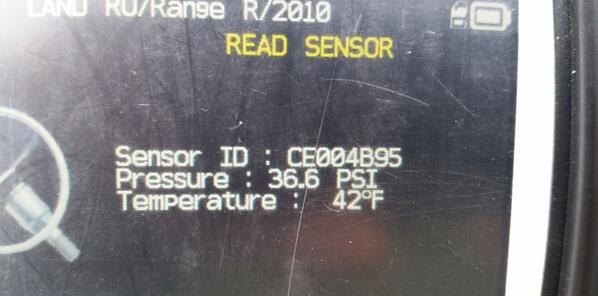 LAND RO/Range R/2010
READ SENSOR
Sensor ID : CE004B95
Pressure : 36.6 PSI
Temperature : 42°F